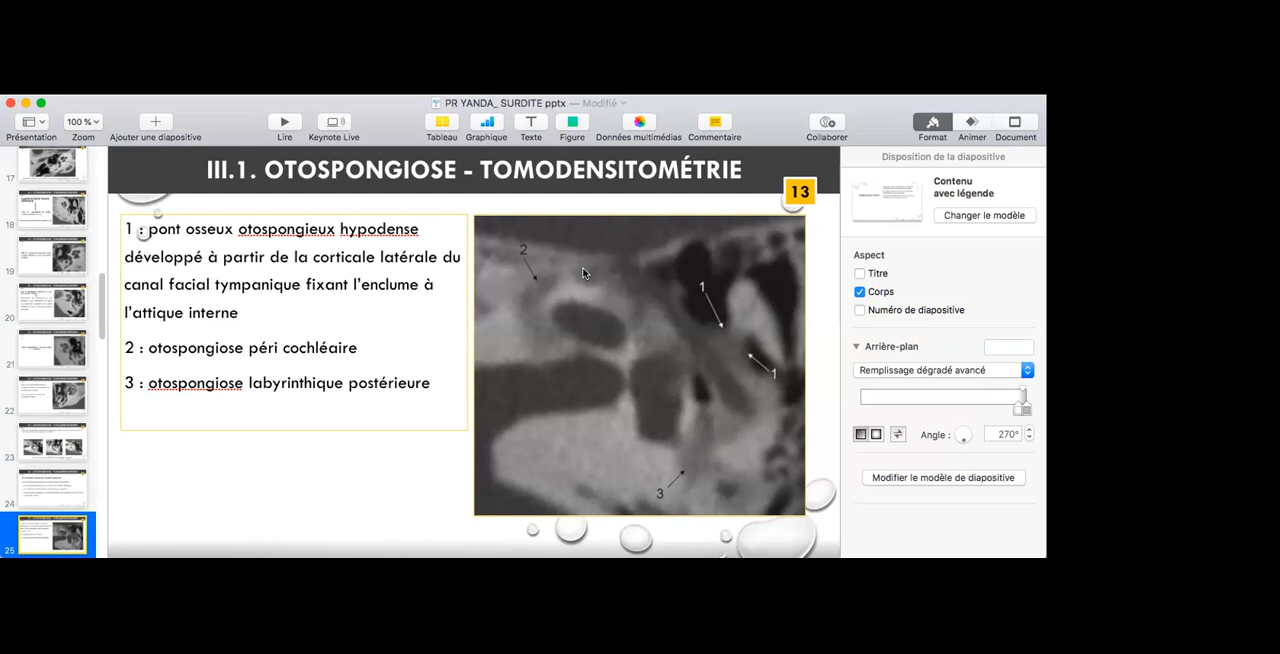 PR YANDA_ SURDITE pptx — Modifié
100 %
Présentation Zoom Ajouter une diapositive Lire Keynote Live Tableau Graphique Texte Figure Données multimédias Commentaire Collaborer Format Animer Document
III.1. OTOSPONGIOSE - TOMODENSITOMÉTRIE
13
1 : pont osseux otospongieux hypodense
développé à partir de la corticale latérale du
canal facial tympanique fixant l'enclume à
l'attique interne
2 : otospongiose péri cochléaire
3 : otospongiose labyrinthique postérieure
2
1
1
3
17
18
19
20
21
22
23
24
25
Disposition de la diapositive
Contenu
avec légende
Changer le modèle
Aspect
Titre
Corps
Numéro de diapositive
Arrière-plan
Remplissage dégradé avancé
Angle : 270°
Modifier le modèle de diapositive